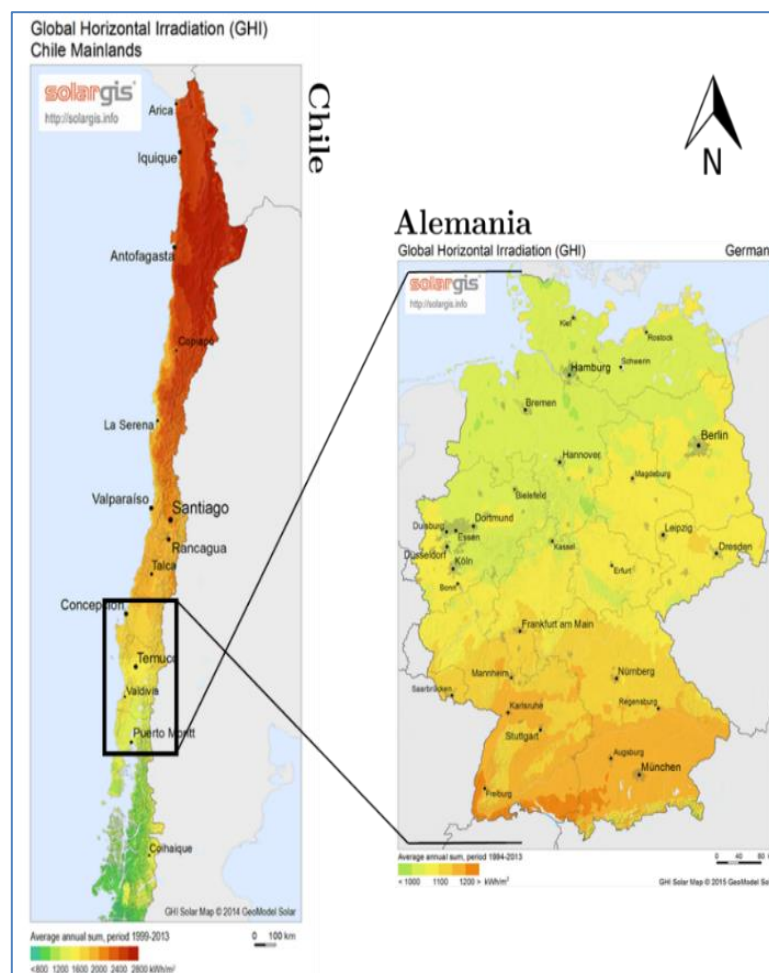 Global Horizontal Irradiation (GHI)
Chile Mainlands
solargis
http://solargis.info
Arica
Iquique
Antofagasta
Copiapó
La Serena
Valparaíso
Santiago
Rancagua
Talca
Concepción
Temuco
Valdivia
Puerto Montt
Coihaique
GHI Solar Map © 2014 GeoModel Solar
Average annual sum, period 1999-2013
0 100 km
<800 1200 1600 2000 2400 2800 kWh/m²
Chile
N
Alemania
Global Horizontal Irradiation (GHI) German
solargis
http://solargis.info
Kiel
Rostock
Schwerin
Hamburg
Bremen
Berlin
Hannover
Magdeburg
Bielefeld
Dortmund
Duisburg
Essen
Leipzig
Kassel
Dresden
Düsseldorf
Köln
Erfurt
Bonn
Frankfurt am Main
Mannheim
Nürnberg
Saarbrücken
Karlsruhe
Regensburg
Stuttgart
Augsburg
München
Freiburg
Average annual sum, period 1994-2013
0 40 80
< 1000 1100 1200 > kWh/m²
GHI Solar Map © 2015 GeoModel Sol